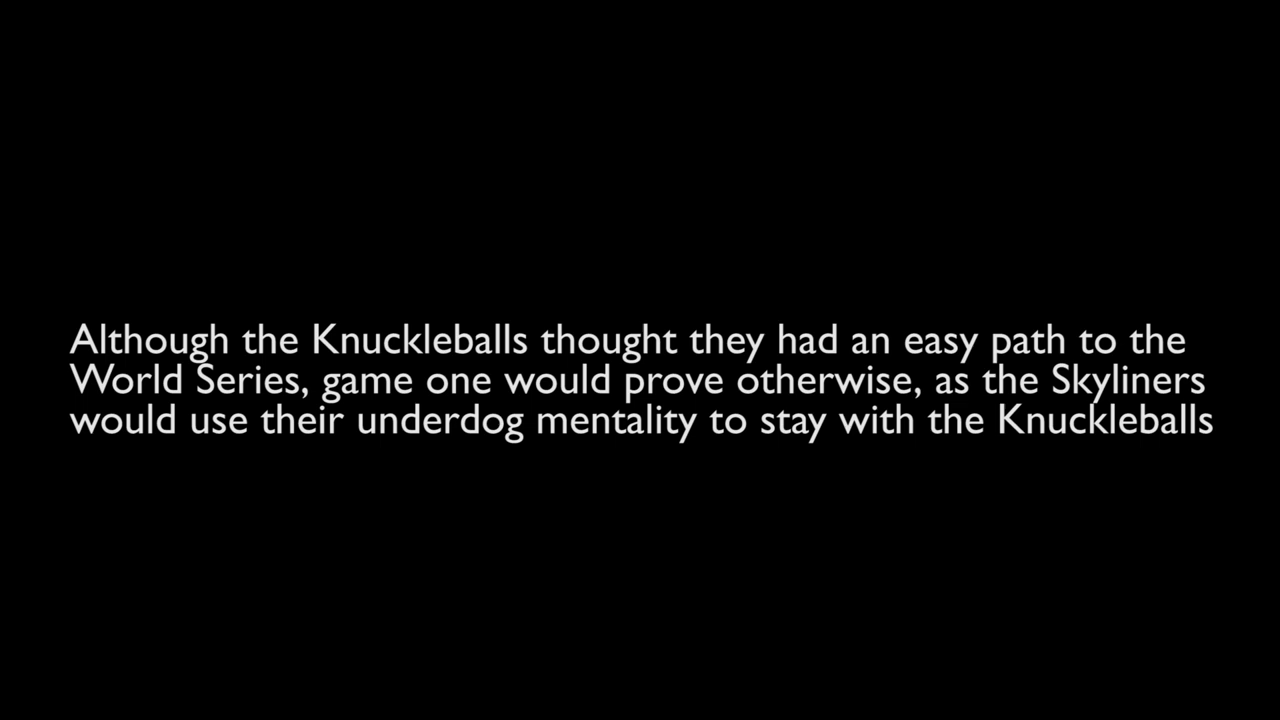 Although the Knuckleballs thought they had an easy path to the
World Series, game one would prove otherwise, as the Skyliners
would use their underdog mentality to stay with the Knuckleballs